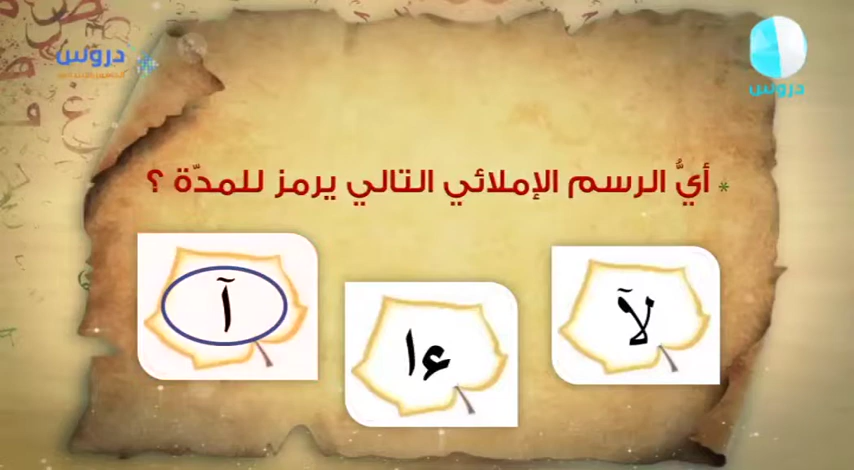 دروس
دروس
* أيُّ الرسم الإملائي التالي يرمز للمدّة ؟
لآ
ءا
آ